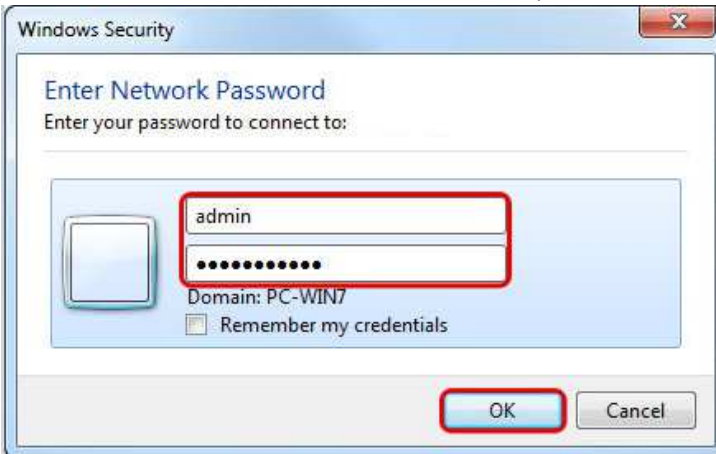 Windows Security
Enter Network Password
Enter your password to connect to:
admin
●●●●●●●●●●●
Domain: PC-WIN7
Remember my credentials
OK
Cancel